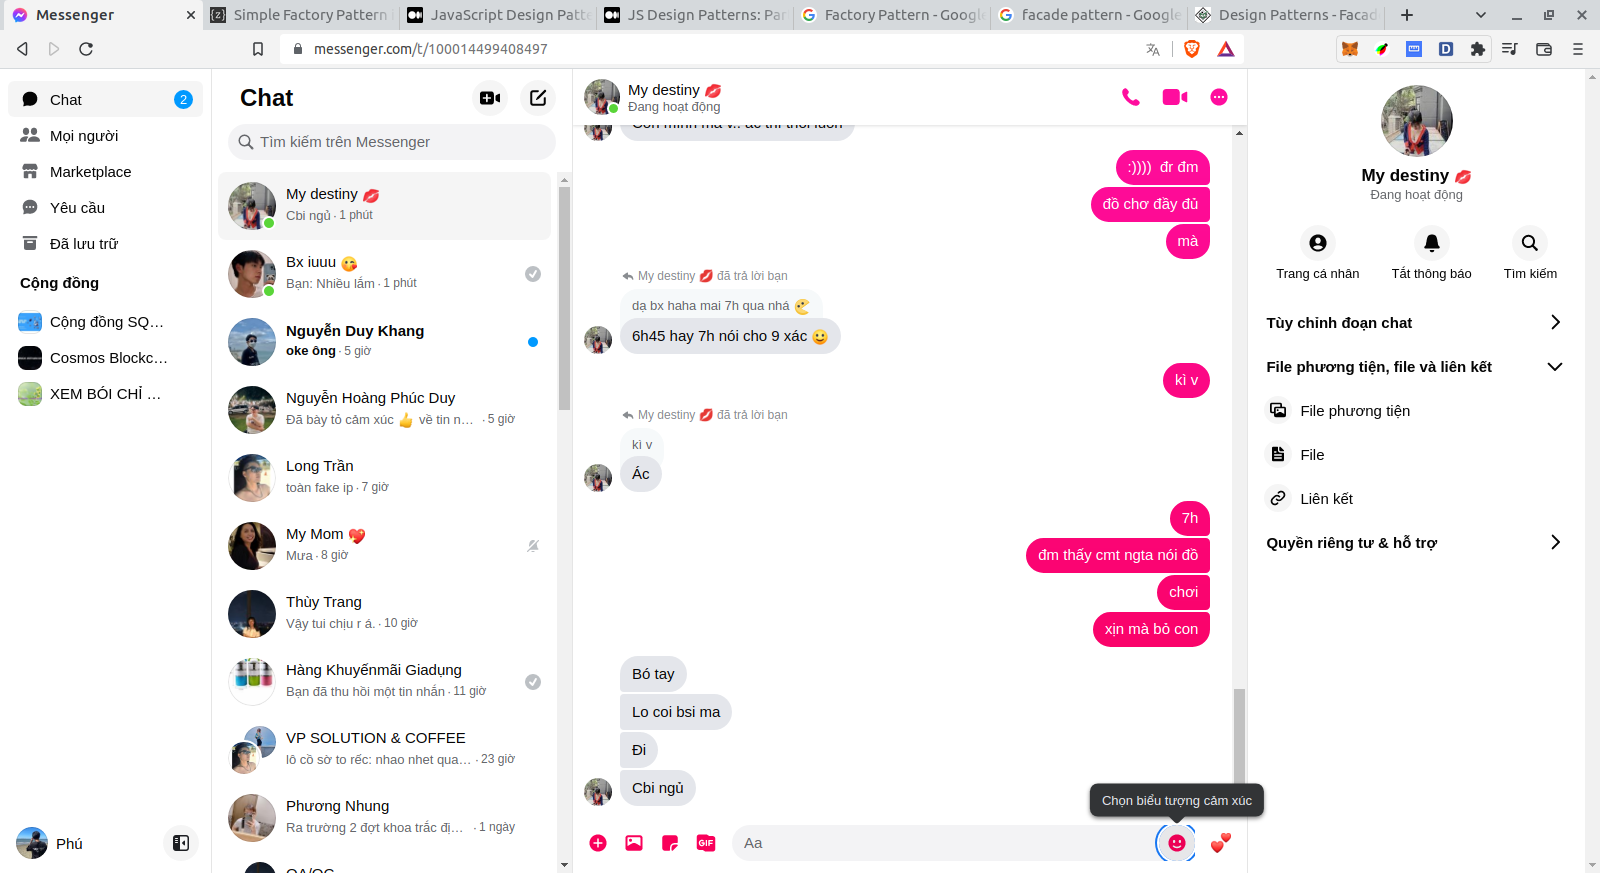 Messenger
Simple Factory Pattern
JavaScript Design Patte
JS Design Patterns: Par
Factory Pattern - Google
facade pattern - Google
Design Patterns - Facad
messenger.com/t/100014499408497
Chat
2
Mọi người
Marketplace
Yêu cầu
Đã lưu trữ
Cộng đồng
Cộng đồng SQ...
Cosmos Blockc...
XEM BÓI CHỈ ...
Phú
Chat
Tìm kiếm trên Messenger
My destiny 💋
Cbi ngủ · 1 phút
Bx iuuu 😘
Bạn: Nhiều lắm · 1 phút
Nguyễn Duy Khang
oke ông · 5 giờ
Nguyễn Hoàng Phúc Duy
Đã bày tỏ cảm xúc 👍 về tin n... · 5 giờ
Long Trần
toàn fake ip · 7 giờ
My Mom 💖
Mưa · 8 giờ
Thùy Trang
Vậy tui chịu r á. · 10 giờ
Hàng Khuyếnmãi Giadụng
Bạn đã thu hồi một tin nhắn · 11 giờ
VP SOLUTION & COFFEE
lô cồ sờ to rếc: nhao nhet qua... · 23 giờ
Phương Nhung
Ra trường 2 đợt khoa trắc đị... · 1 ngày
My destiny 💋
Đang hoạt động
:)))) đr đm
đồ chơ đầy đủ
mà
My destiny 💋 đã trả lời bạn
dạ bx haha mai 7h qua nhá
6h45 hay 7h nói cho 9 xác 🙂
kì v
My destiny 💋 đã trả lời bạn
kì v
Ác
7h
đm thấy cmt ngta nói đồ
chơi
xịn mà bỏ con
Bó tay
Lo coi bsi ma
Đi
Cbi ngủ
Chọn biểu tượng cảm xúc
GIF
Aa
My destiny 💋
Đang hoạt động
Trang cá nhân
Tắt thông báo
Tìm kiếm
Tùy chỉnh đoạn chat
File phương tiện, file và liên kết
File phương tiện
File
Liên kết
Quyền riêng tư & hỗ trợ